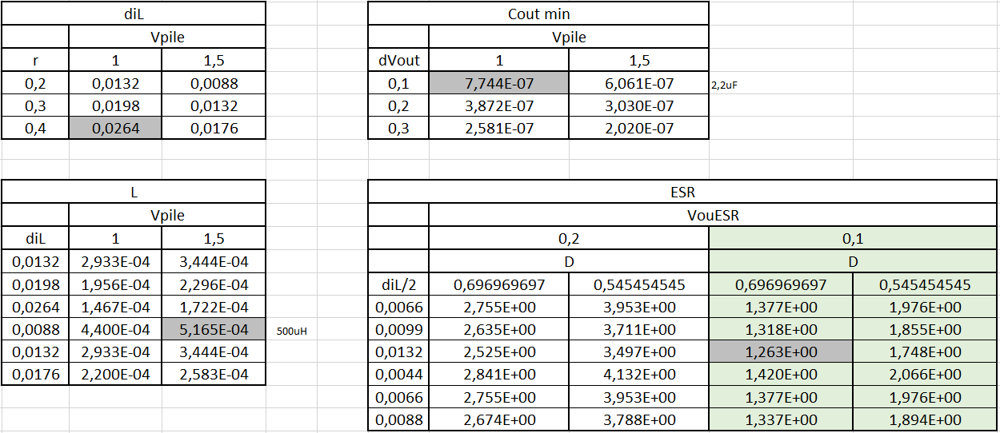 diL
Vpile
r 1 1,5
0,2 0,0132 0,0088
0,3 0,0198 0,0132
0,4 0,0264 0,0176
Cout min
Vpile
dVout 1 1,5
0,1 7,744E-07 6,061E-07 2,2uF
0,2 3,872E-07 3,030E-07
0,3 2,581E-07 2,020E-07
L
Vpile
diL 1 1,5
0,0132 2,933E-04 3,444E-04
0,0198 1,956E-04 2,296E-04
0,0264 1,467E-04 1,722E-04
0,0088 4,400E-04 5,165E-04 500uH
0,0132 2,933E-04 3,444E-04
0,0176 2,200E-04 2,583E-04
ESR
VouESR
0,2 0,1
D D
diL/2 0,696969697 0,545454545 0,696969697 0,545454545
0,0066 2,755E+00 3,953E+00 1,377E+00 1,976E+00
0,0099 2,635E+00 3,711E+00 1,318E+00 1,855E+00
0,0132 2,525E+00 3,497E+00 1,263E+00 1,748E+00
0,0044 2,841E+00 4,132E+00 1,420E+00 2,066E+00
0,0066 2,755E+00 3,953E+00 1,377E+00 1,976E+00
0,0088 2,674E+00 3,788E+00 1,337E+00 1,894E+00